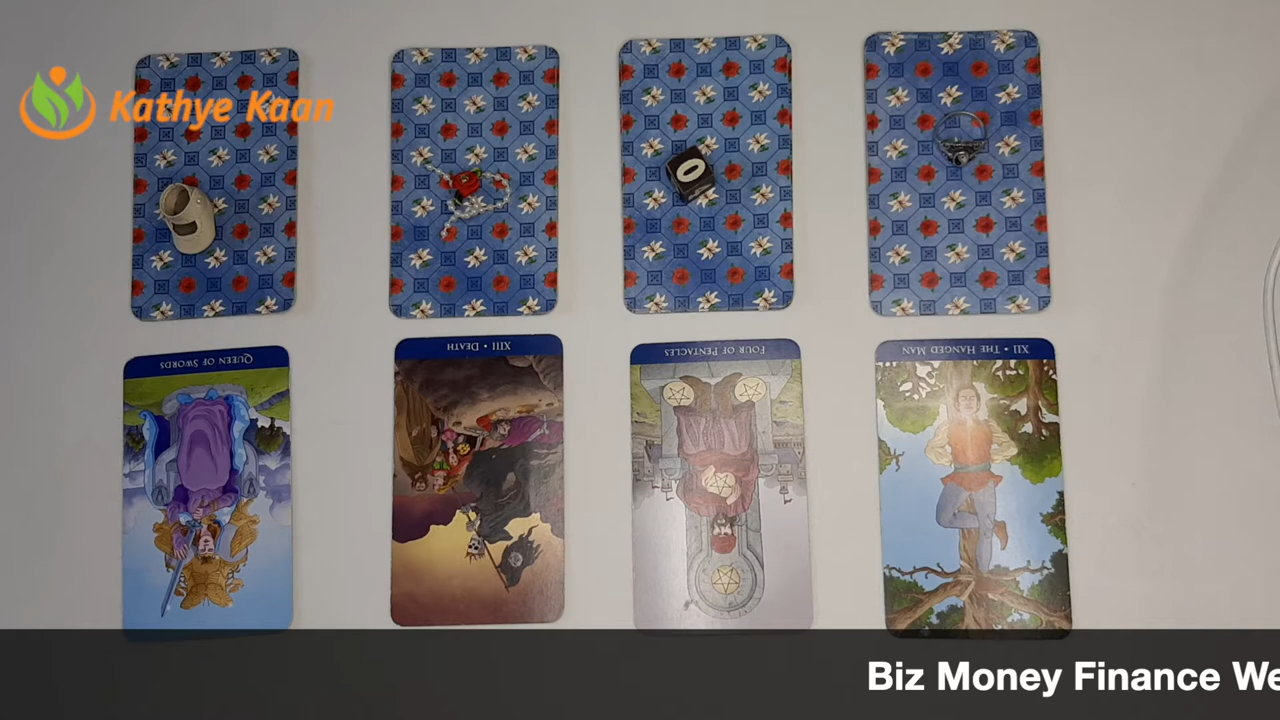 Kathye Kaan
QUEEN OF SWORDS
XIII • DEATH
FOUR OF PENTACLES
XII • THE HANGED MAN
Biz Money Finance We